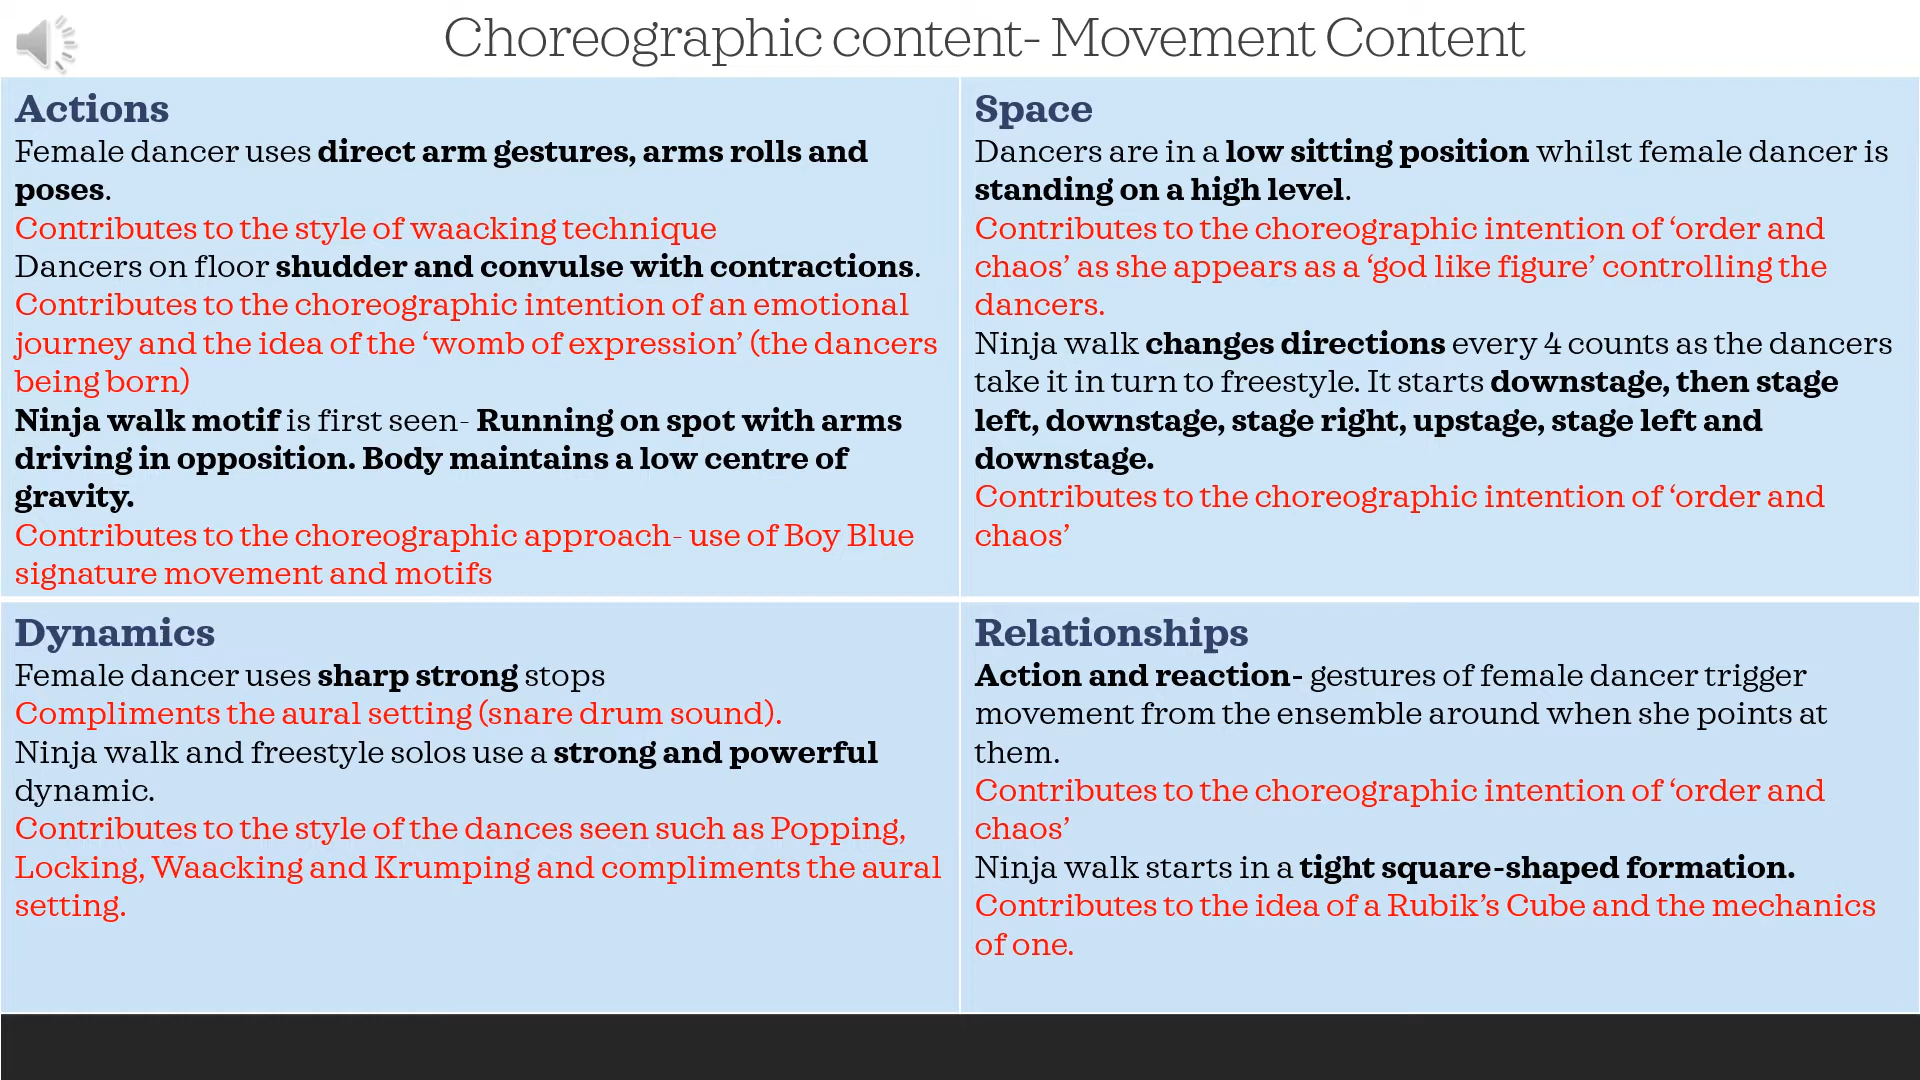 Choreographic content- Movement Content
Actions
Female dancer uses direct arm gestures, arms rolls and
poses.
Contributes to the style of waacking technique
Dancers on floor shudder and convulse with contractions.
Contributes to the choreographic intention of an emotional
journey and the idea of the ‘womb of expression’ (the dancers
being born)
Ninja walk motif is first seen- Running on spot with arms
driving in opposition. Body maintains a low centre of
gravity.
Contributes to the choreographic approach- use of Boy Blue
signature movement and motifs
Space
Dancers are in a low sitting position whilst female dancer is
standing on a high level.
Contributes to the choreographic intention of ‘order and
chaos’ as she appears as a ‘god like figure’ controlling the
dancers.
Ninja walk changes directions every 4 counts as the dancers
take it in turn to freestyle. It starts downstage, then stage
left, downstage, stage right, upstage, stage left and
downstage.
Contributes to the choreographic intention of ‘order and
chaos’
Dynamics
Female dancer uses sharp strong stops
Compliments the aural setting (snare drum sound).
Ninja walk and freestyle solos use a strong and powerful
dynamic.
Contributes to the style of the dances seen such as Popping,
Locking, Waacking and Krumping and compliments the aural
setting.
Relationships
Action and reaction- gestures of female dancer trigger
movement from the ensemble around when she points at
them.
Contributes to the choreographic intention of ‘order and
chaos’
Ninja walk starts in a tight square-shaped formation.
Contributes to the idea of a Rubik’s Cube and the mechanics
of one.